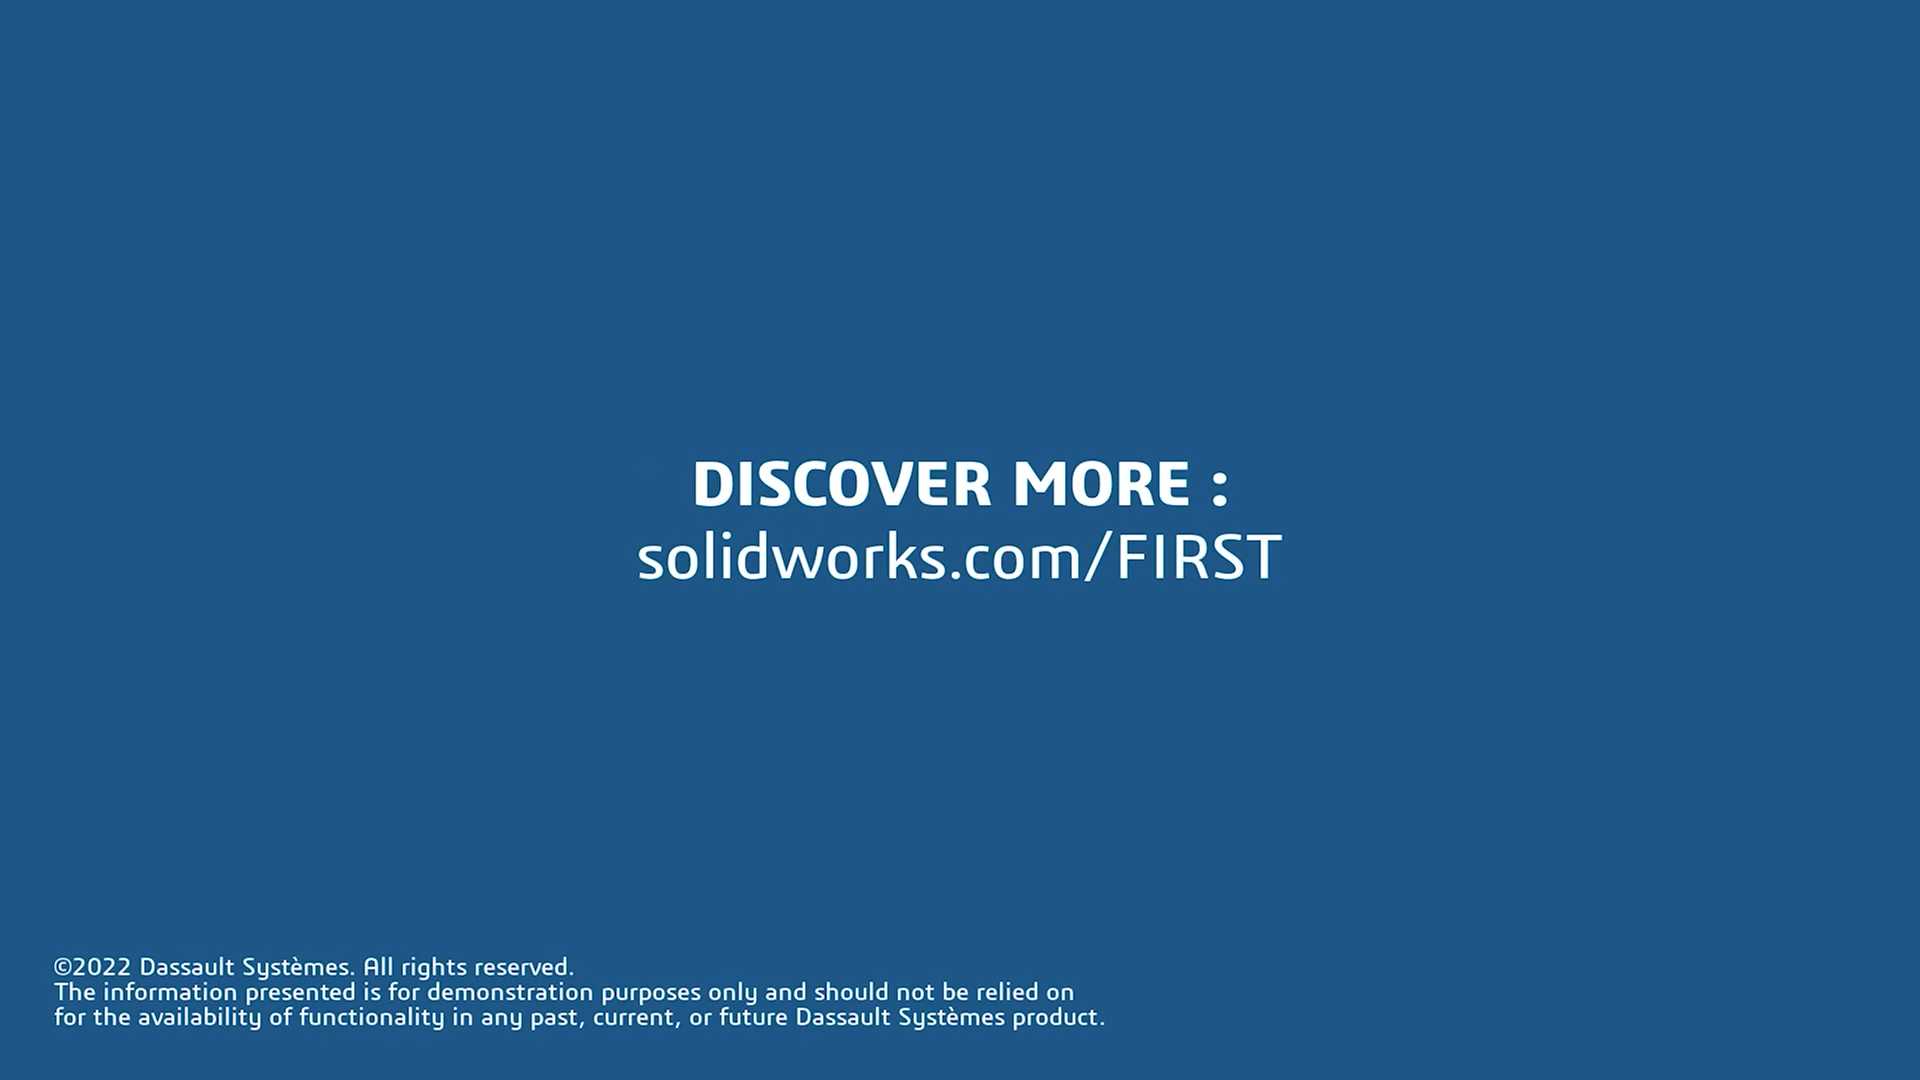 DISCOVER MORE :
solidworks.com/FIRST
©2022 Dassault Systèmes. All rights reserved.
The information presented is for demonstration purposes only and should not be relied on
for the availability of functionality in any past, current, or future Dassault Systèmes product.